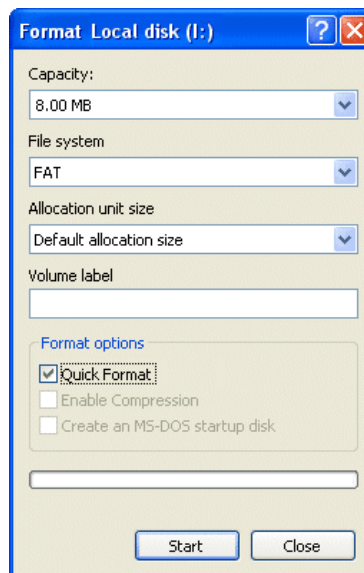 Format Local disk (I:)
Capacity:
8.00 MB
File system
FAT
Allocation unit size
Default allocation size
Volume label
Format options
Quick Format
Enable Compression
Create an MS-DOS startup disk
Start Close